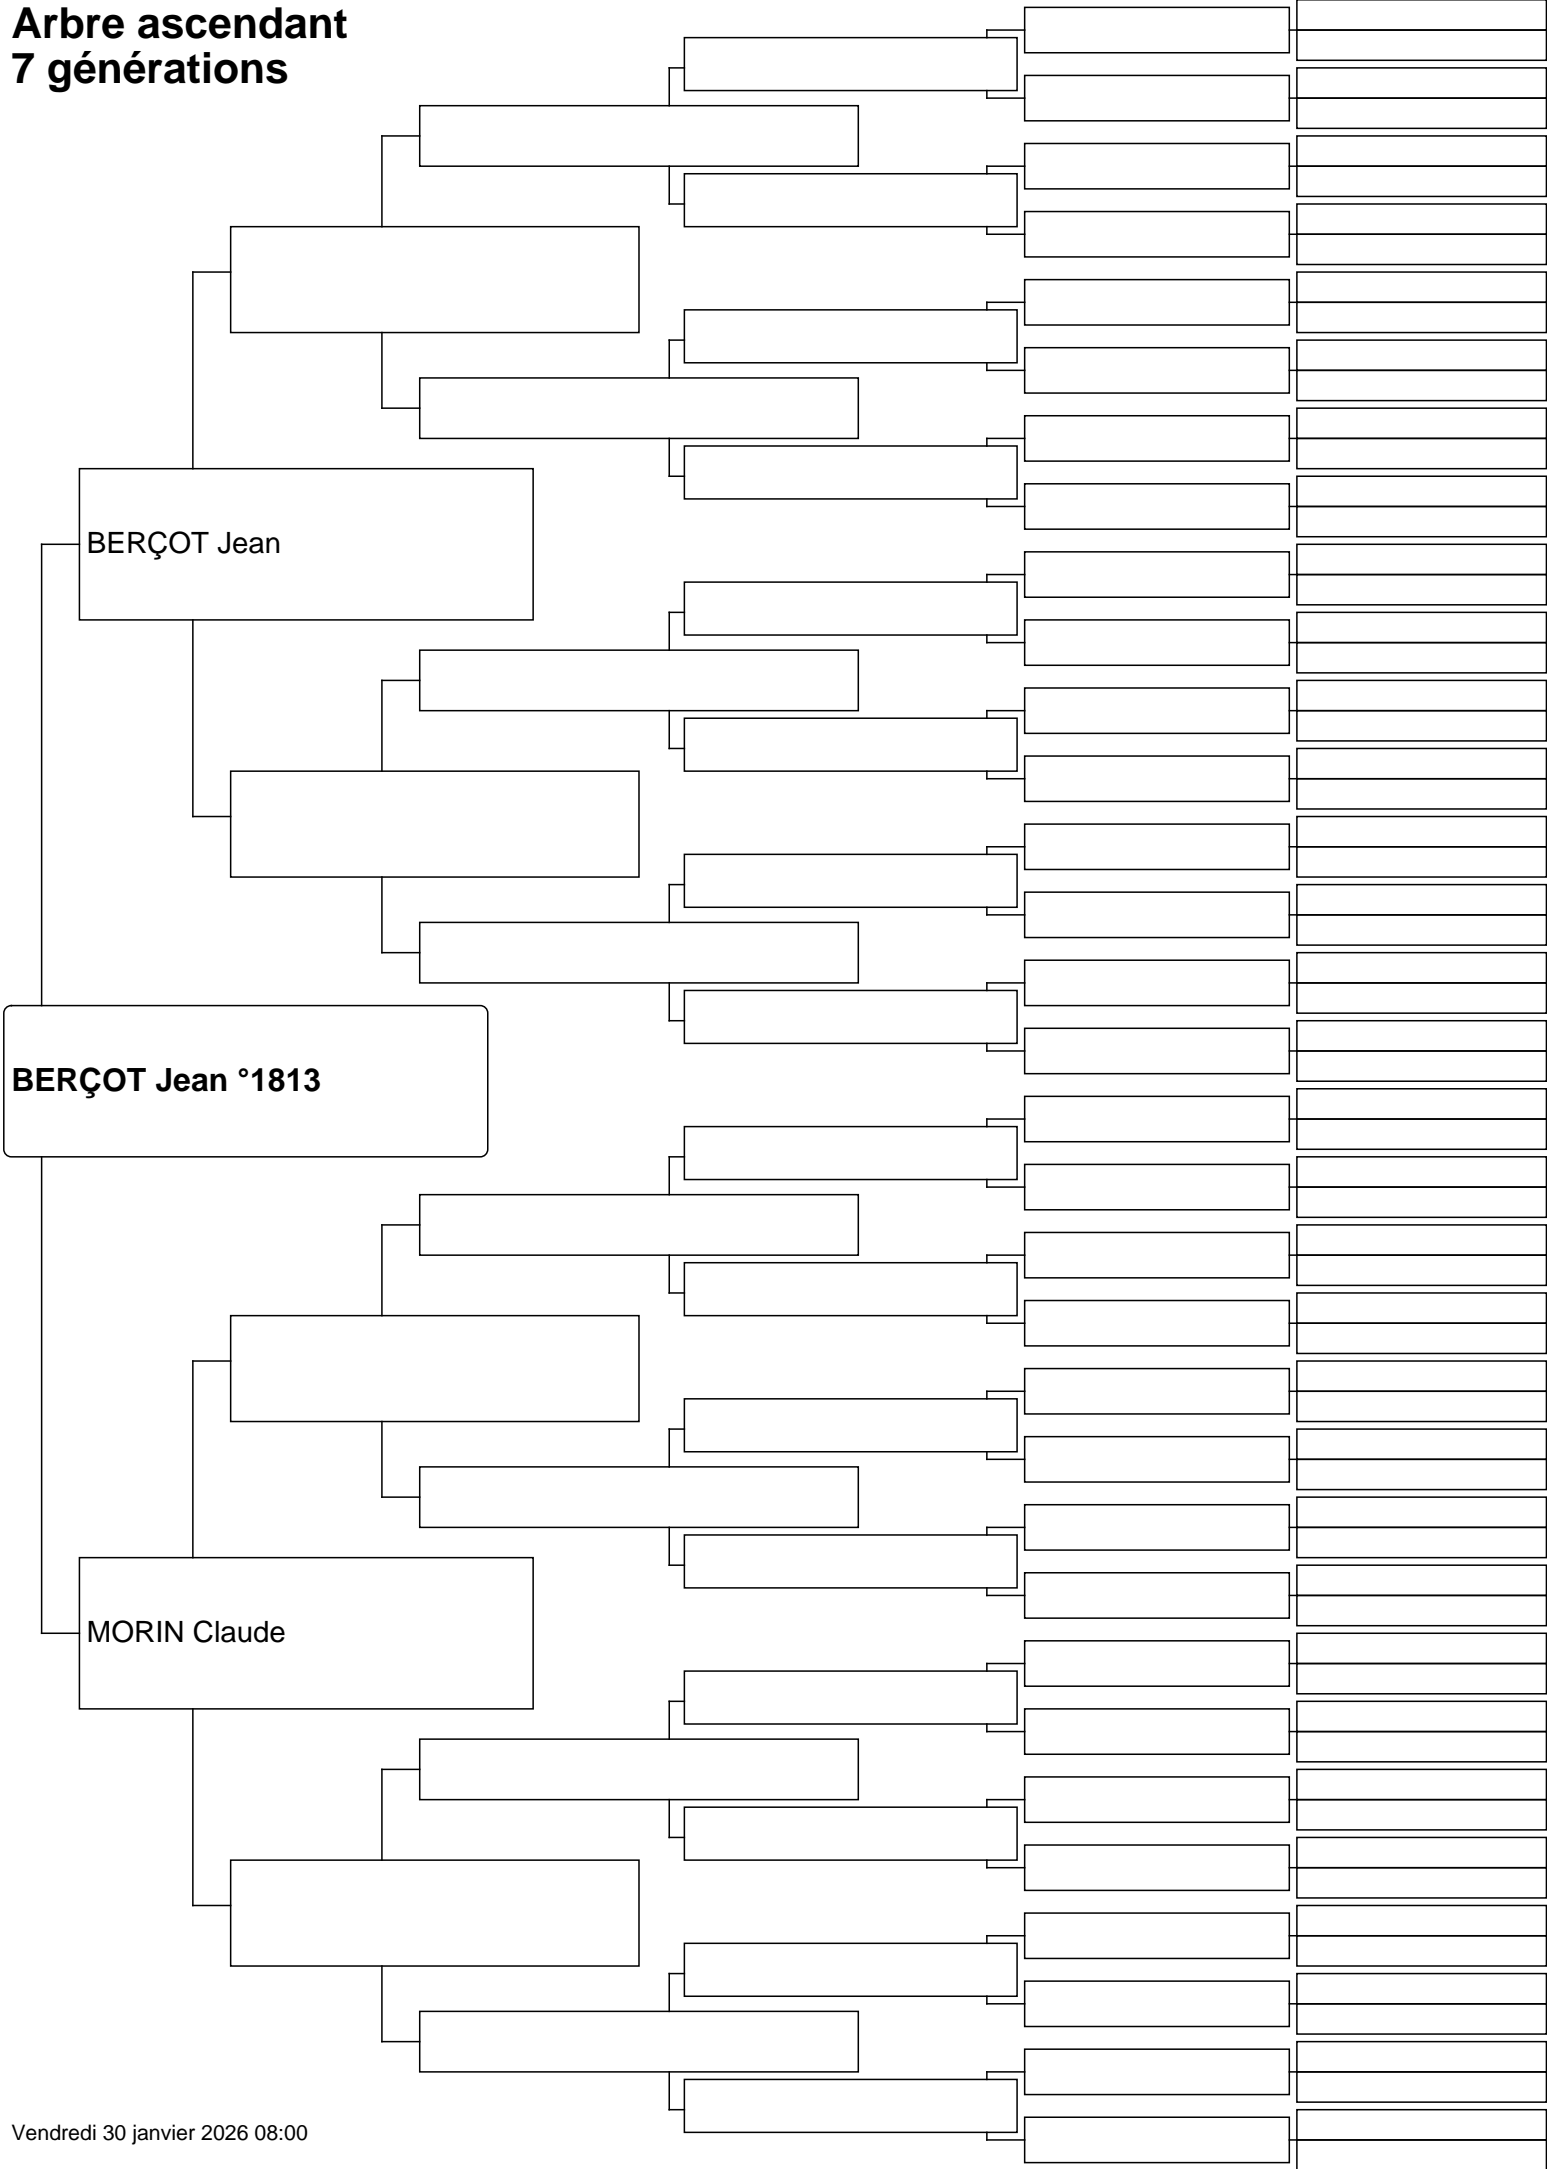 Arbre ascendant
7 générations
BERÇOT Jean
BERÇOT Jean °1813
MORIN Claude
Vendredi 30 janvier 2026 08:00